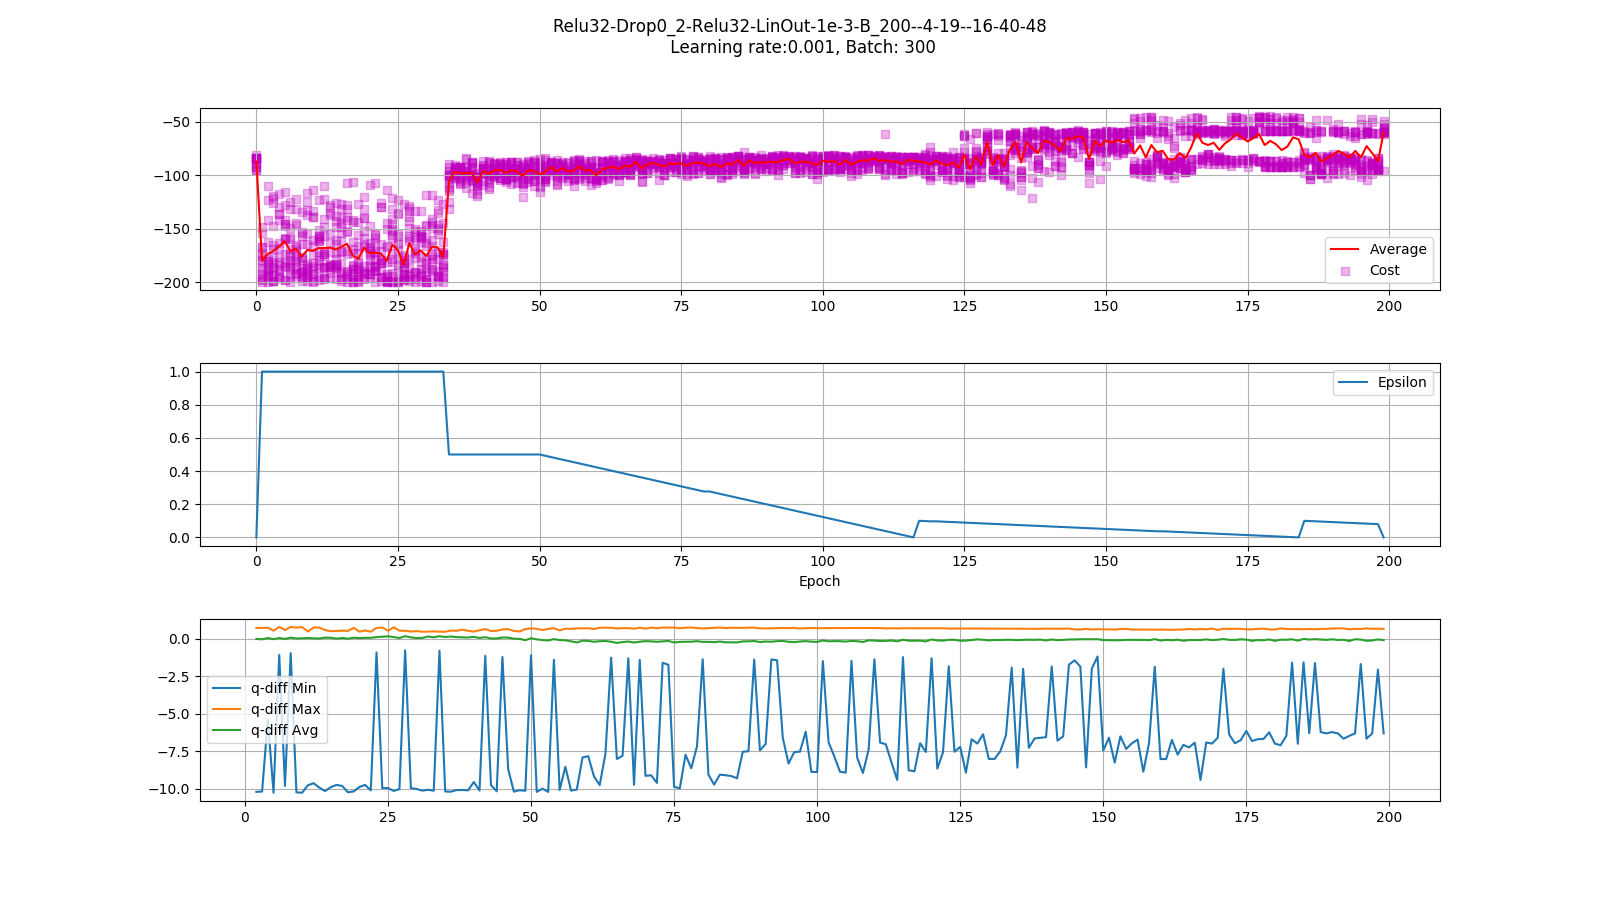 Relu32-Drop0_2-Relu32-LinOut-1e-3-B_200--4-19--16-40-48
Learning rate:0.001, Batch: 300
−50
−100
−150
−200
Average
Cost
0 25 50 75 100 125 150 175 200
1.0
0.8
0.6
0.4
0.2
0.0
Epsilon
0 25 50 75 100 125 150 175 200
Epoch
0.0
−2.5
−5.0
−7.5
−10.0
q-diff Min
q-diff Max
q-diff Avg
0 25 50 75 100 125 150 175 200